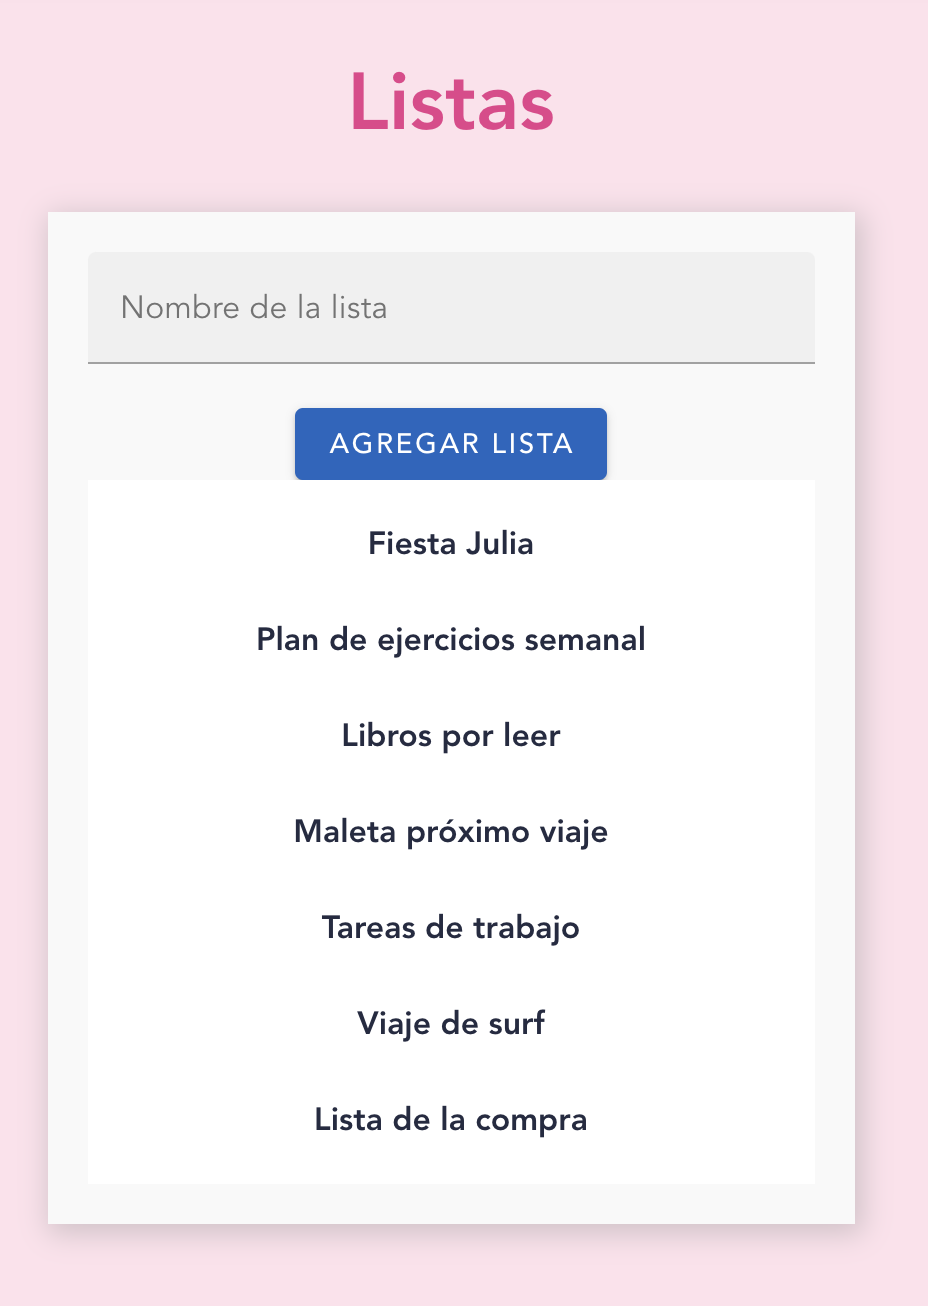 Listas
Nombre de la lista
AGREGAR LISTA
Fiesta Julia
Plan de ejercicios semanal
Libros por leer
Maleta próximo viaje
Tareas de trabajo
Viaje de surf
Lista de la compra